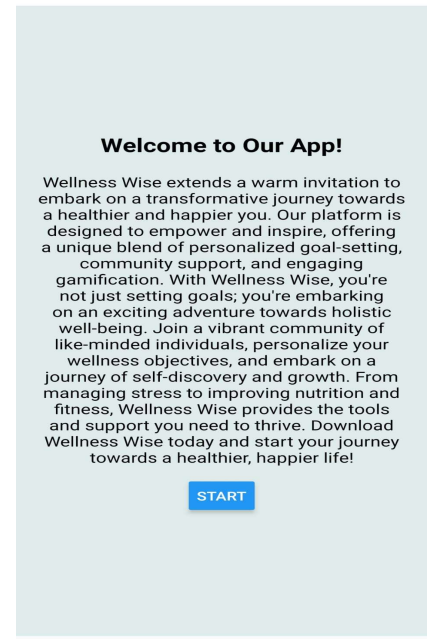 Welcome to Our App!
Wellness Wise extends a warm invitation to
embark on a transformative journey towards
a healthier and happier you. Our platform is
designed to empower and inspire, offering
a unique blend of personalized goal-setting,
community support, and engaging
gamification. With Wellness Wise, you're
not just setting goals; you're embarking
on an exciting adventure towards holistic
well-being. Join a vibrant community of
like-minded individuals, personalize your
wellness objectives, and embark on a
journey of self-discovery and growth. From
managing stress to improving nutrition and
fitness, Wellness Wise provides the tools
and support you need to thrive. Download
Wellness Wise today and start your journey
towards a healthier, happier life!
START